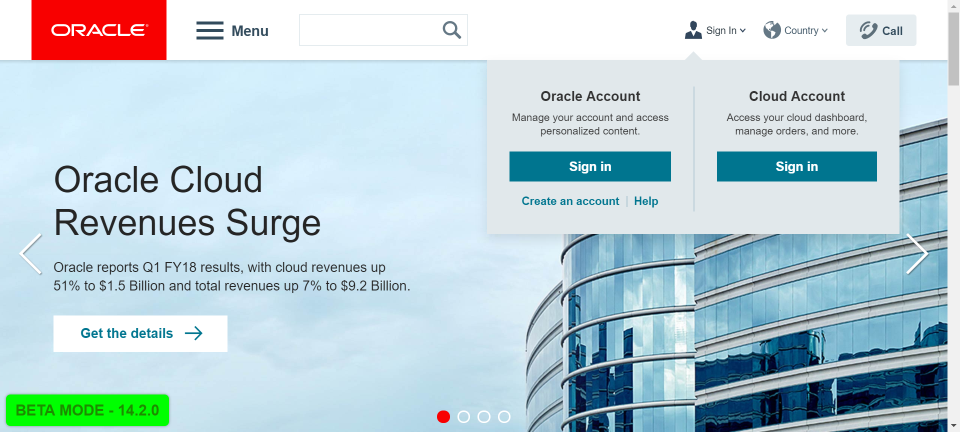 ORACLE
Menu
Sign In
Country
Call
Oracle Account
Manage your account and access
personalized content.
Sign in
Create an account | Help
Cloud Account
Access your cloud dashboard,
manage orders, and more.
Sign in
Oracle Cloud
Revenues Surge
Oracle reports Q1 FY18 results, with cloud revenues up
51% to $1.5 Billion and total revenues up 7% to $9.2 Billion.
Get the details
BETA MODE - 14.2.0